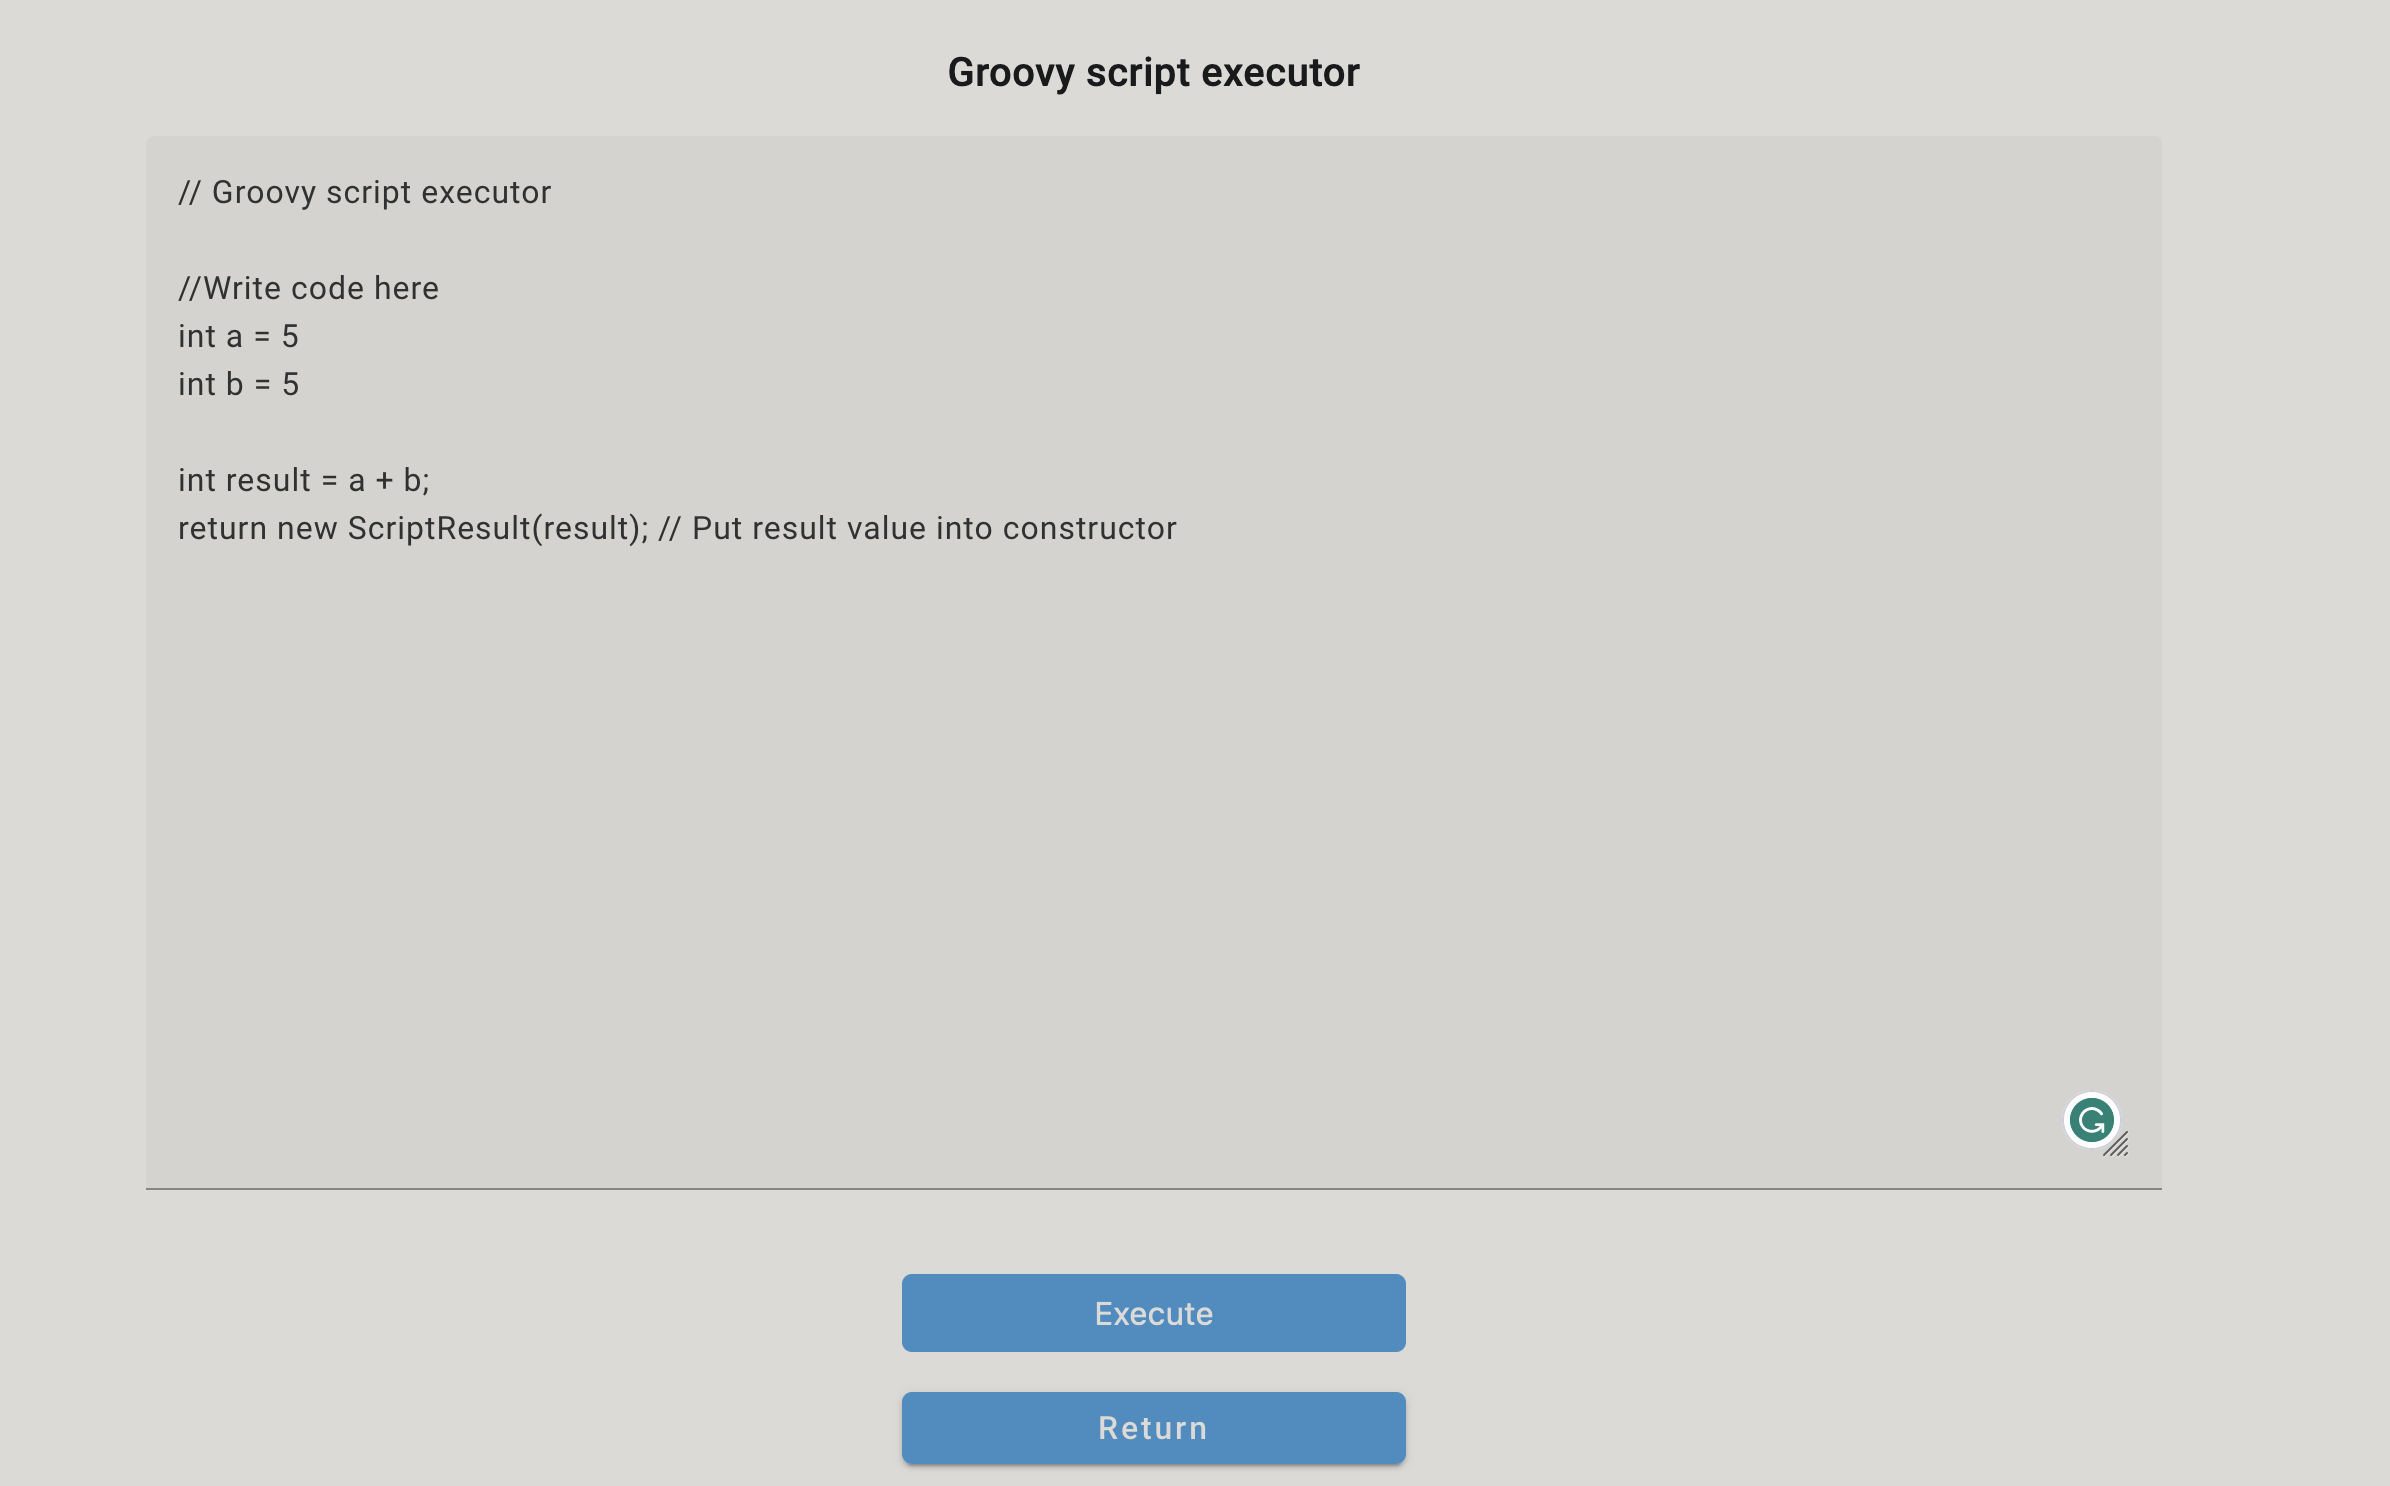 Groovy script executor
// Groovy script executor
//Write code here
int a = 5
int b = 5
int result = a + b;
return new ScriptResult(result); // Put result value into constructor
Execute
Return